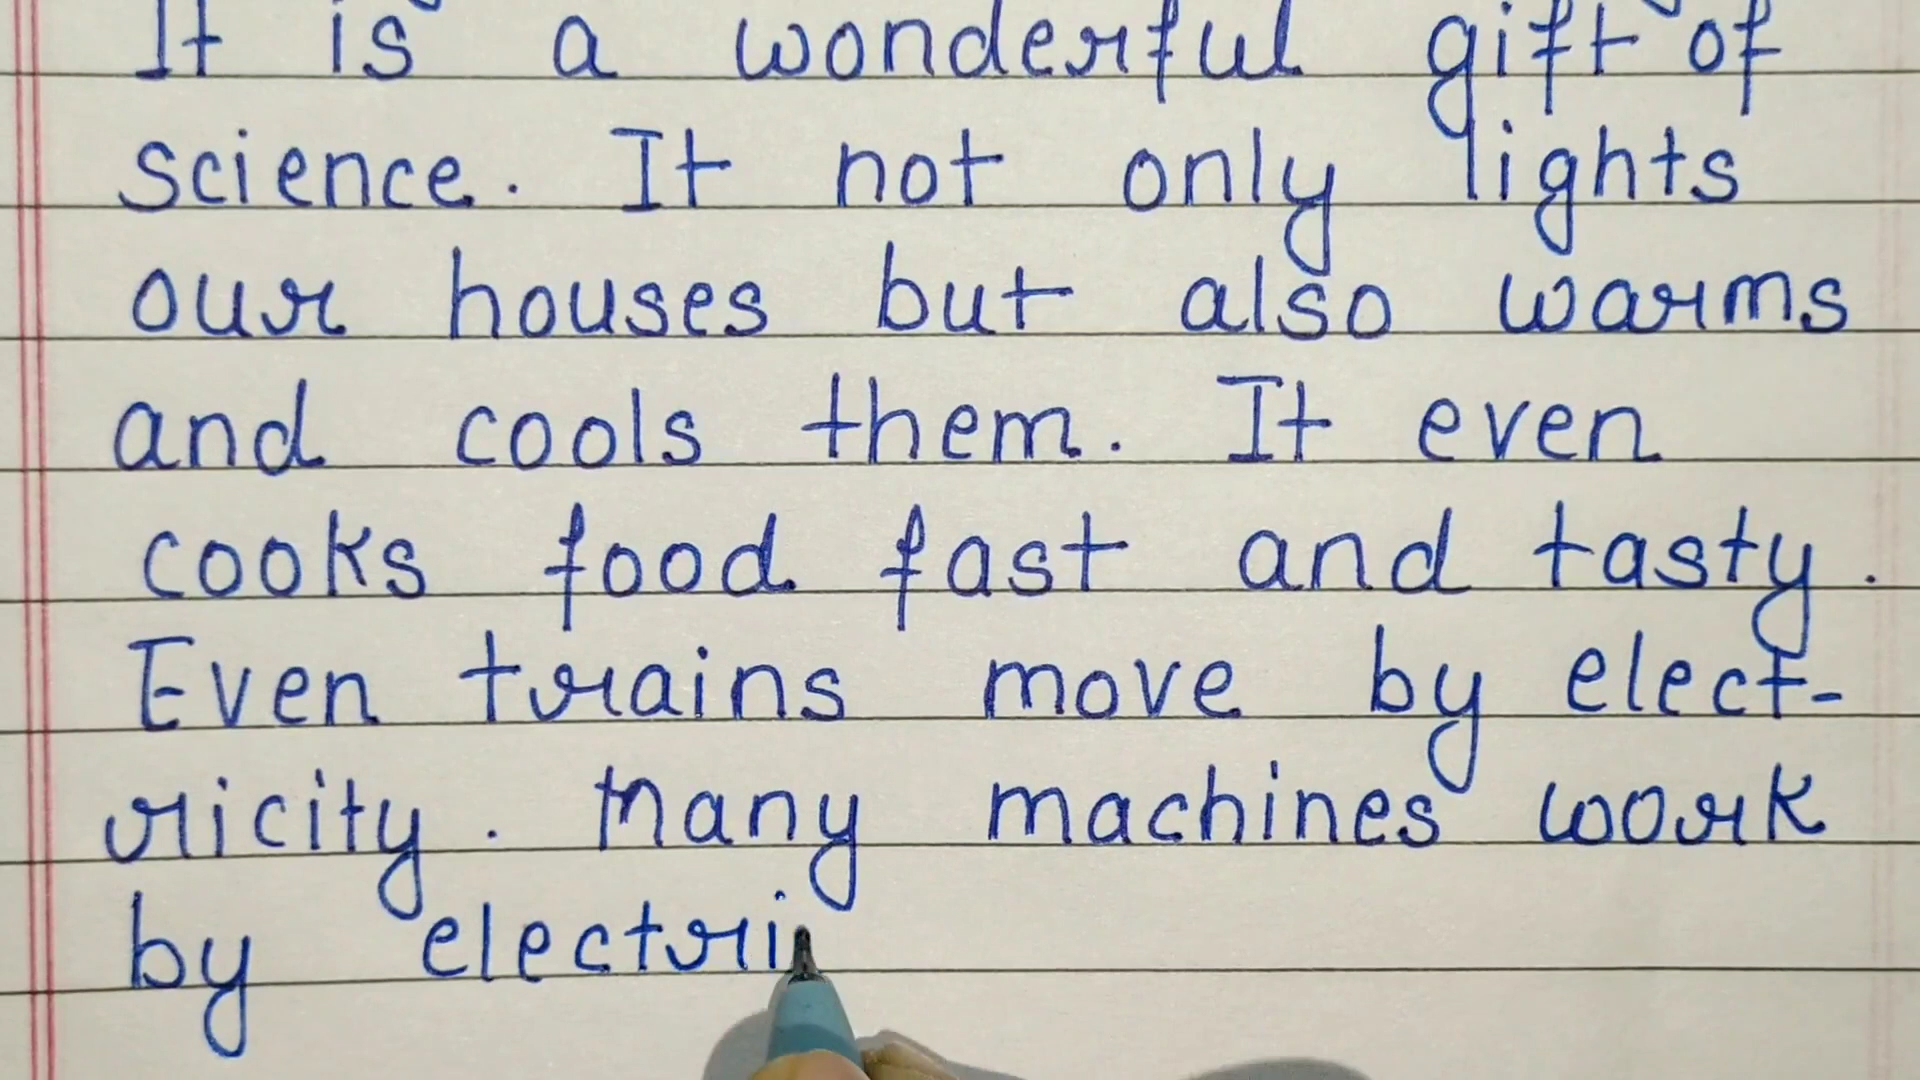 It is a wonderful gift of
science. It not only lights
our houses but also warms
and cools them. It even
cooks food fast and tasty.
Even trains move by elect-
ricity. Many machines work
by electri